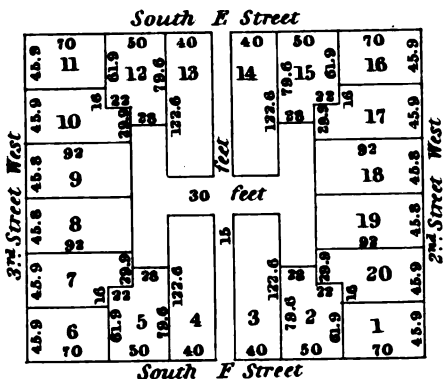 South E Street
70 50 40 40 50 70
45.9 11 61.9 12 79.6 13 14 79.6 15 61.9 16 45.9
16 22 22 16
45.9 10 29.9 28 122.6 122.6 28 29.9 17 45.9
92 feet 92
45.8 9 18 45.8
3rd Street West 30 feet 2nd Street West
45.8 8 15 19 45.8
92 92
45.9 7 29.9 28 122.6 122.6 28 29.9 20 45.9
16 22 22 16
45.9 6 61.9 5 79.6 4 3 79.6 2 61.9 1 45.9
70 50 40 40 50 70
South F Street